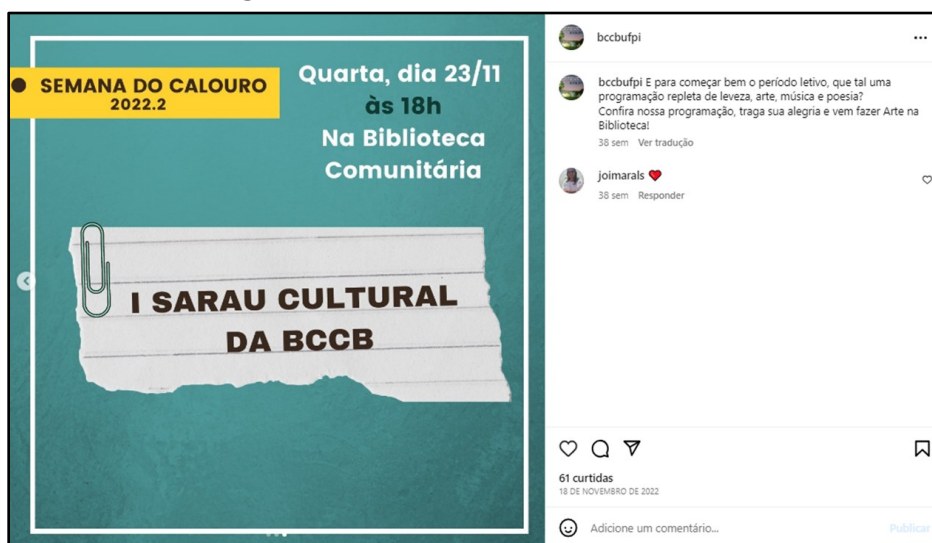 SEMANA DO CALOURO
2022.2
Quarta, dia 23/11
às 18h
Na Biblioteca
Comunitária
I SARAU CULTURAL
DA BCCB
bccbufpi
bccbufpi E para começar bem o período letivo, que tal uma
programação repleta de leveza, arte, música e poesia?
Confira nossa programação, traga sua alegria e vem fazer Arte na
Biblioteca!
38 sem Ver tradução
joimarals ❤️
38 sem Responder
61 curtidas
18 DE NOVEMBRO DE 2022
Adicione um comentário...
Publicar